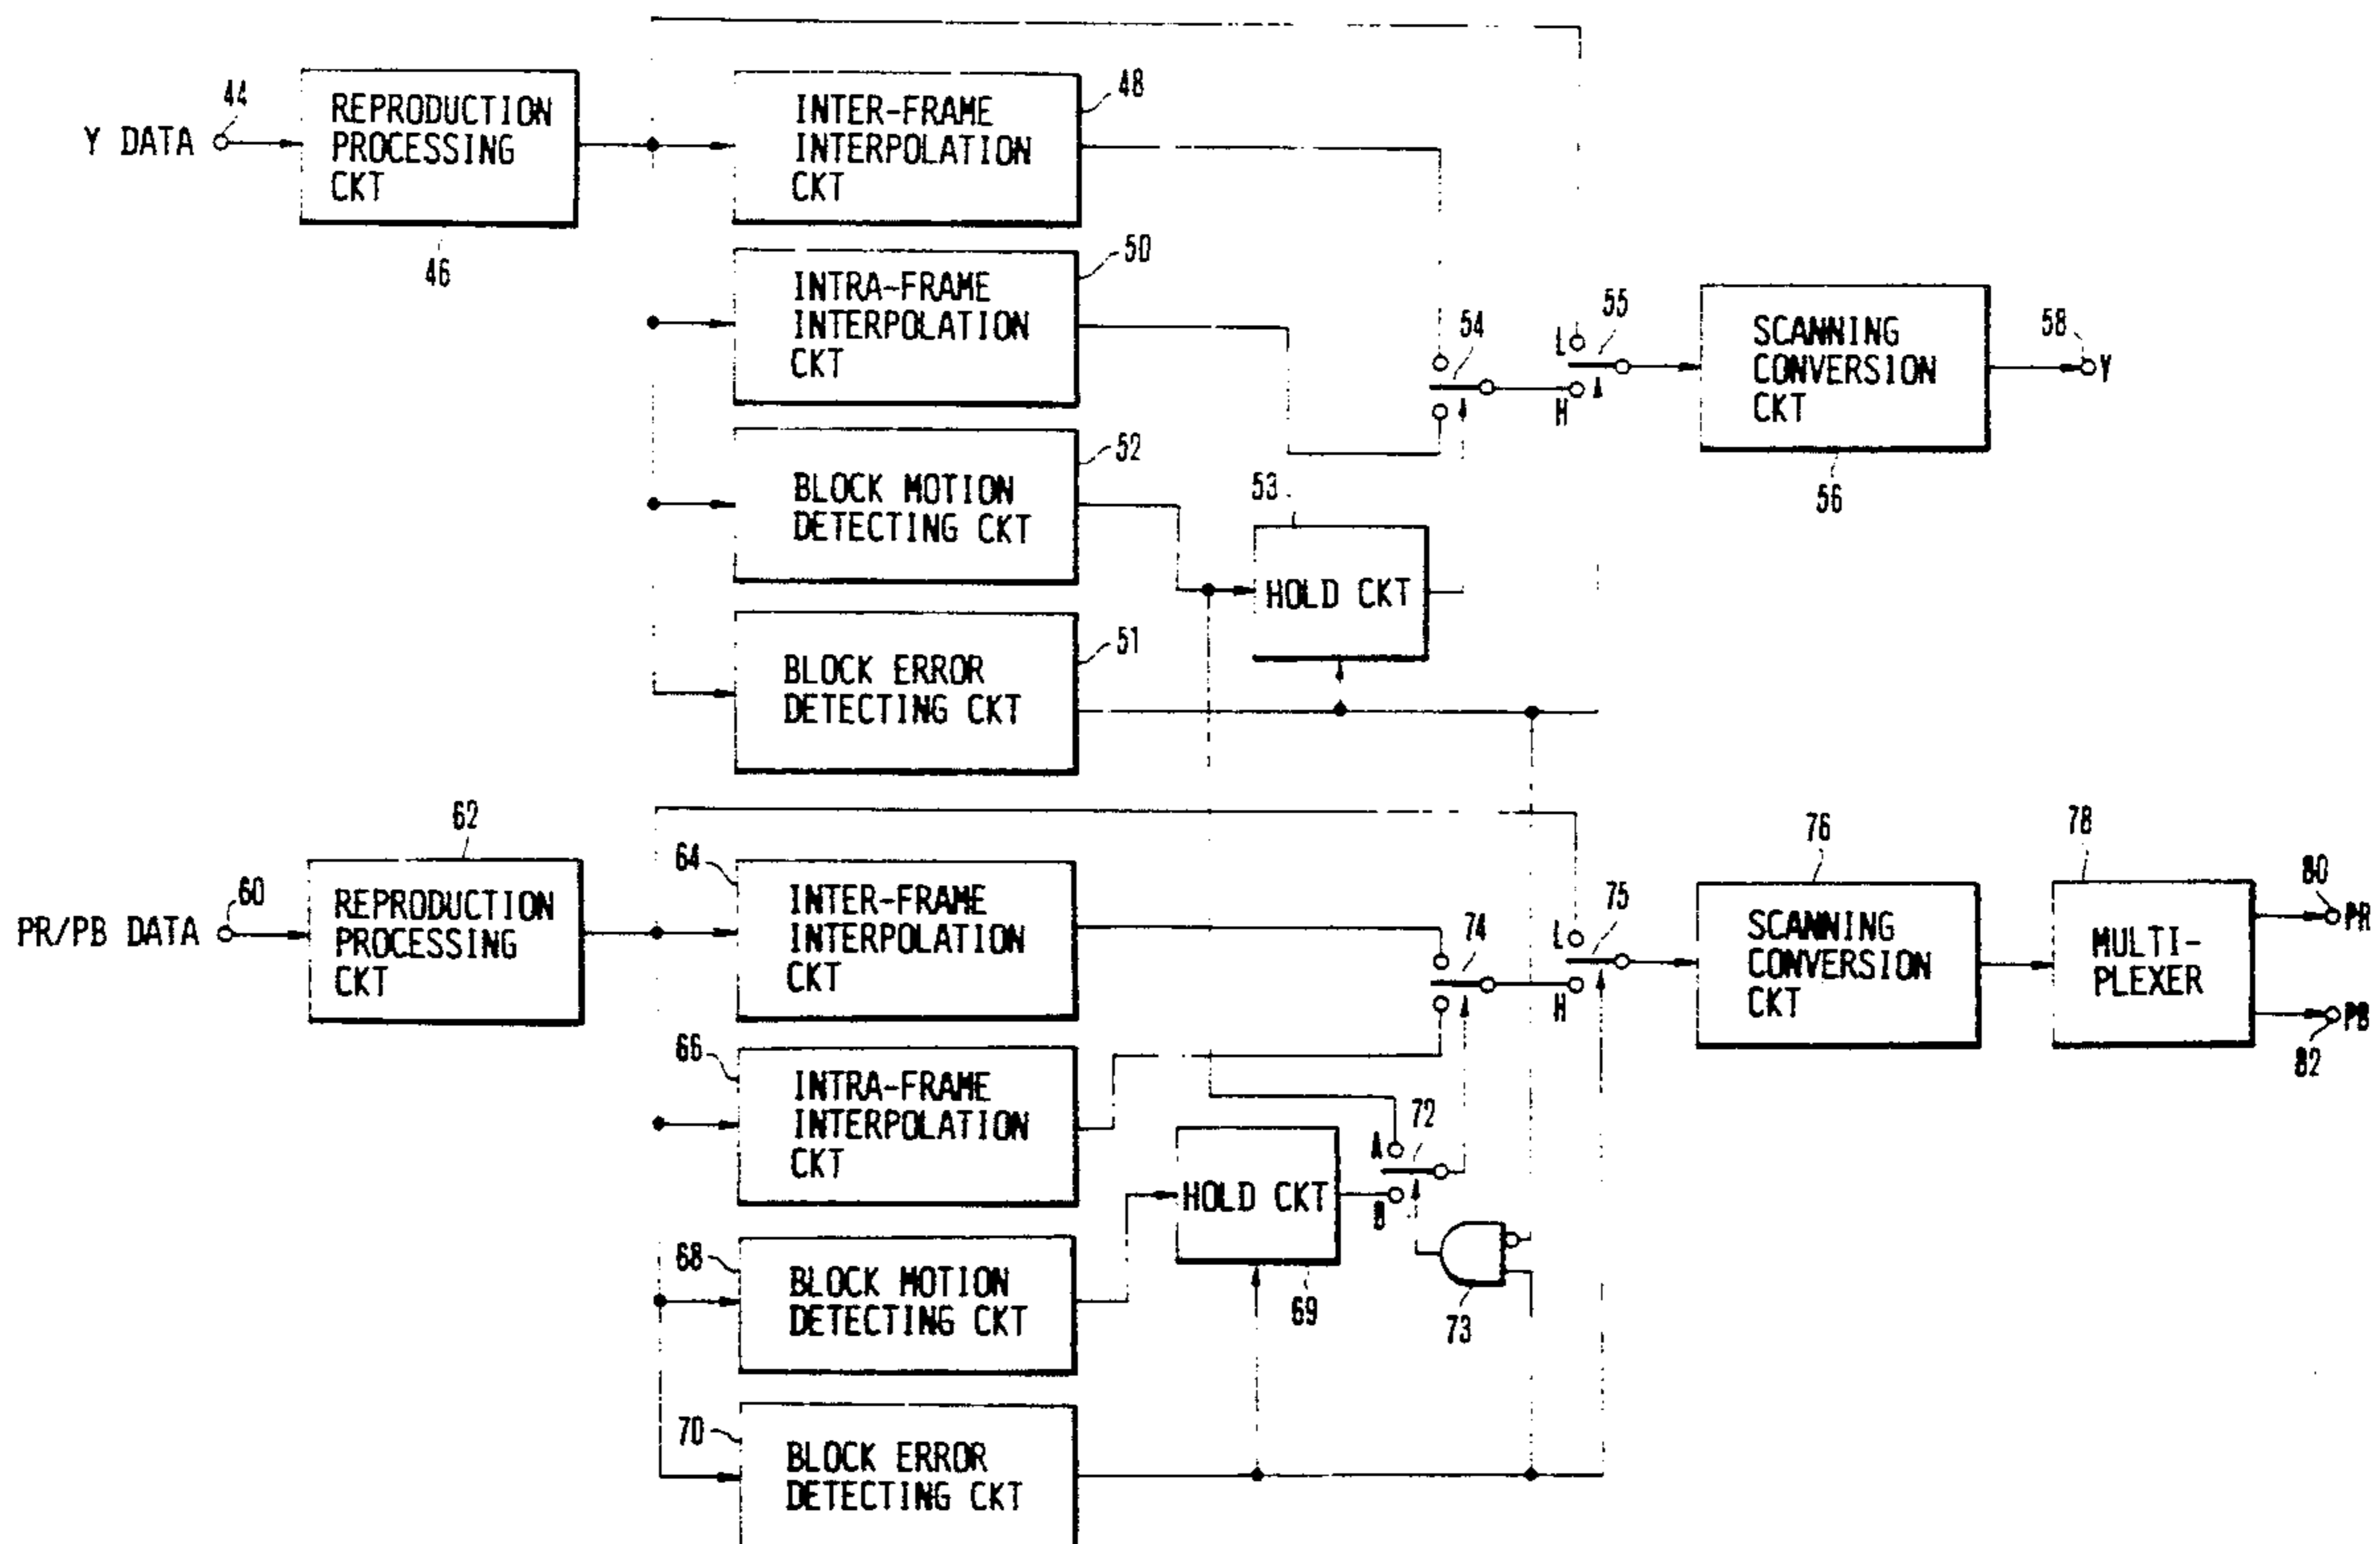 Y DATA
44
REPRODUCTION
PROCESSING
CKT
46
INTER-FRAME
INTERPOLATION
CKT
48
INTRA-FRAME
INTERPOLATION
CKT
50
BLOCK MOTION
DETECTING CKT
52
HOLD CKT
53
BLOCK ERROR
DETECTING CKT
51
54
L
H
55
SCANNING
CONVERSION
CKT
56
58
Y
PR/PB DATA
60
REPRODUCTION
PROCESSING
CKT
62
INTER-FRAME
INTERPOLATION
CKT
64
INTRA-FRAME
INTERPOLATION
CKT
66
BLOCK MOTION
DETECTING CKT
68
HOLD CKT
69
BLOCK ERROR
DETECTING CKT
70
A
B
72
73
74
L
H
75
SCANNING
CONVERSION
CKT
76
MULTI-
PLEXER
78
80
PR
PB
82